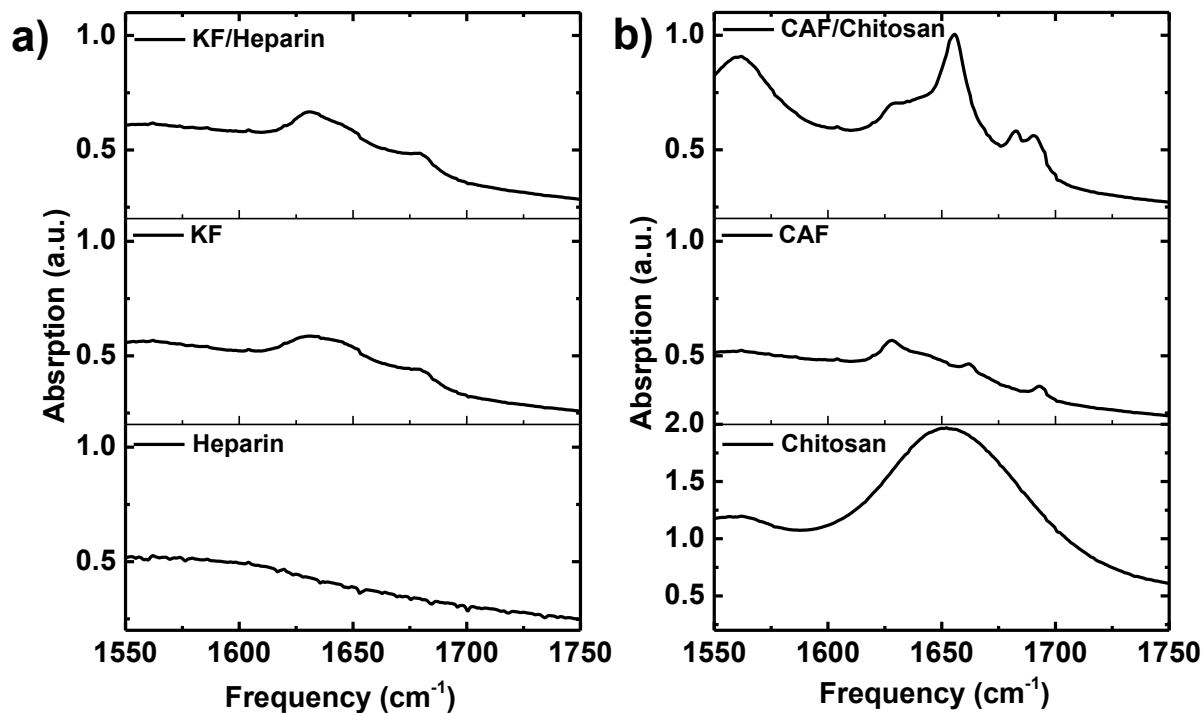 a)
KF/Heparin
1.0
0.5
KF
1.0
0.5
Heparin
1.0
0.5
Absrption (a.u.)
1550 1600 1650 1700 1750
Frequency (cm-1)
b)
CAF/Chitosan
1.0
0.5
CAF
1.0
0.5
Chitosan
2.0
1.5
1.0
0.5
Absrption (a.u.)
1550 1600 1650 1700 1750
Frequency (cm-1)